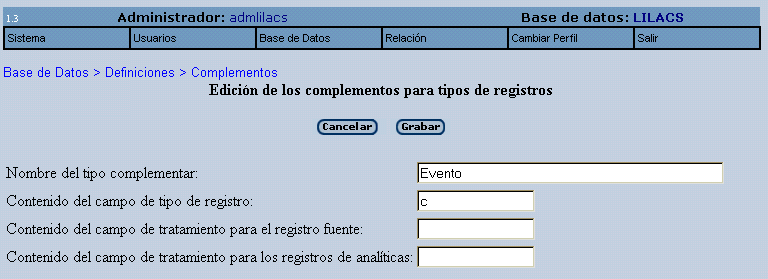 1.3 Administrador: admlilacs Base de datos: LILACS
Sistema Usuarios Base de Datos Relación Cambiar Perfil Salir
Base de Datos > Definiciones > Complementos
Edición de los complementos para tipos de registros
Cancelar Grabar
Nombre del tipo complementar: Evento
Contenido del campo de tipo de registro: c
Contenido del campo de tratamiento para el registro fuente:
Contenido del campo de tratamiento para los registros de analíticas: